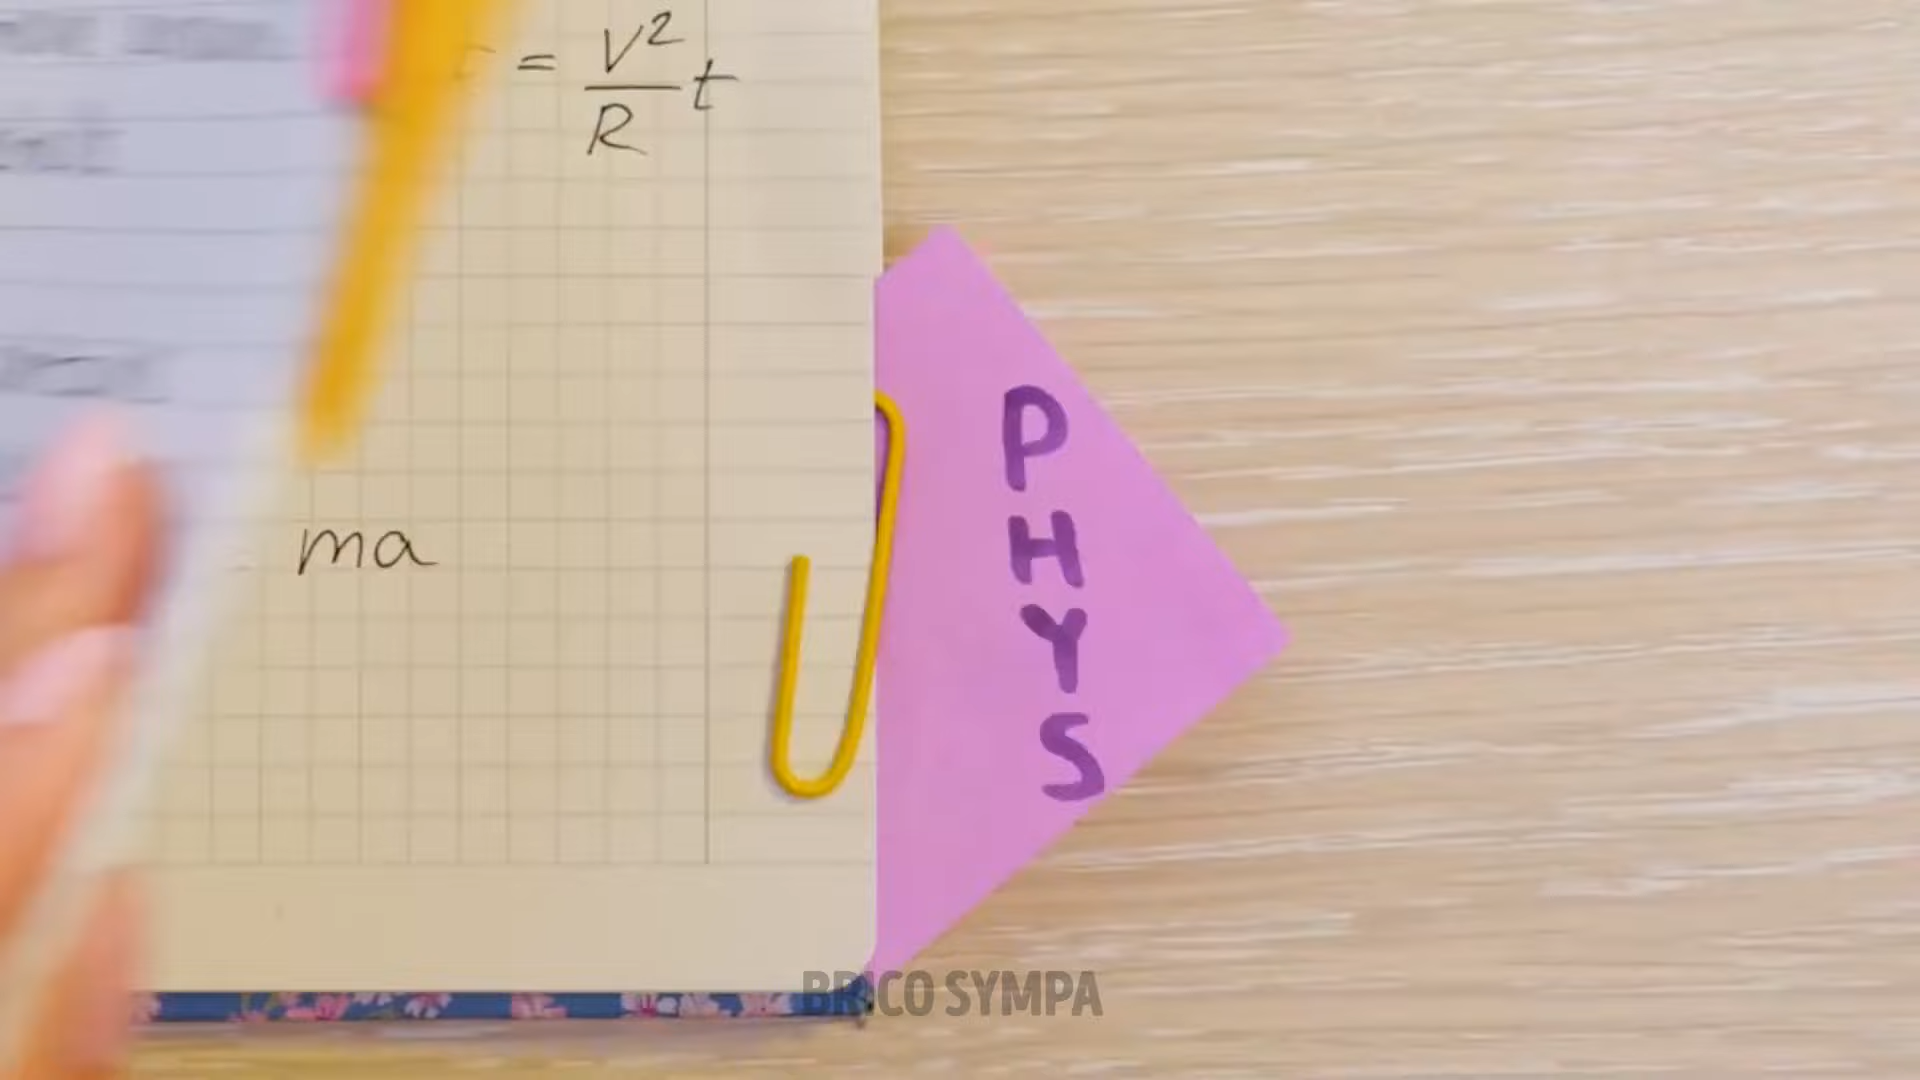 = V²/R t
ma
PHYS
BRICO SYMPA